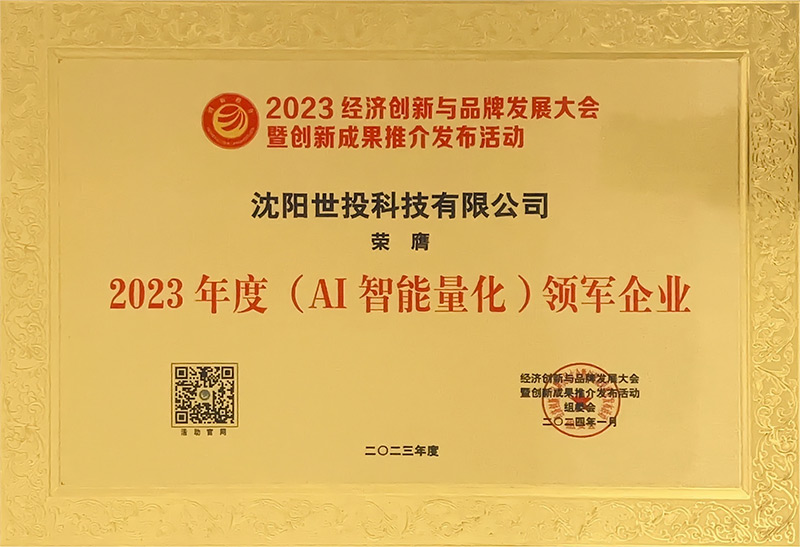 2023 经济创新与品牌发展大会
暨创新成果推介发布活动
沈阳世投科技有限公司
荣 膺
2023 年度（AI 智能量化）领军企业
活动官网
经济创新与品牌发展大会
暨创新成果推介发布活动
组委会
二〇二四年一月
二〇二三年度